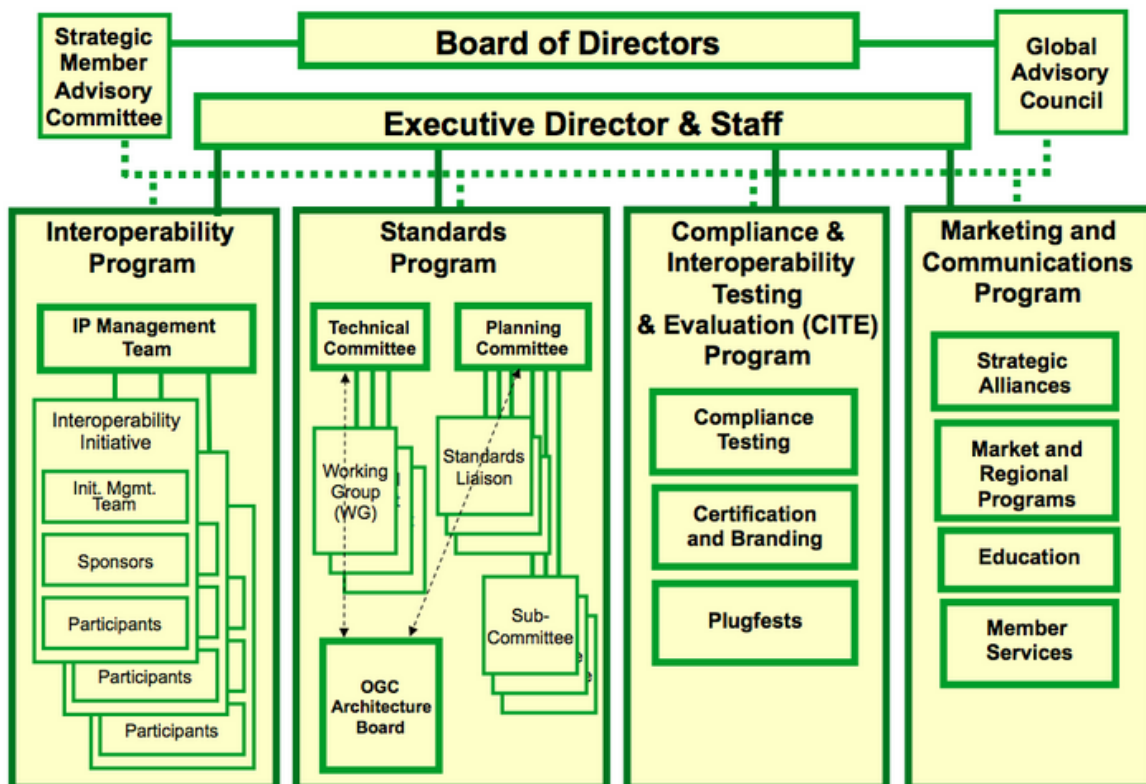 Strategic
Member
Advisory
Committee
Board of Directors
Global
Advisory
Council
Executive Director & Staff
Interoperability
Program
IP Management
Team
Interoperability
Initiative
Init. Mgmt.
Team
Sponsors
Participants
Participants
Participants
Standards
Program
Technical
Committee
Planning
Committee
Working
Group
(WG)
Standards
Liaison
Sub-
Committee
OGC
Architecture
Board
Compliance &
Interoperability
Testing
& Evaluation (CITE)
Program
Compliance
Testing
Certification
and Branding
Plugfests
Marketing and
Communications
Program
Strategic
Alliances
Market and
Regional
Programs
Education
Member
Services